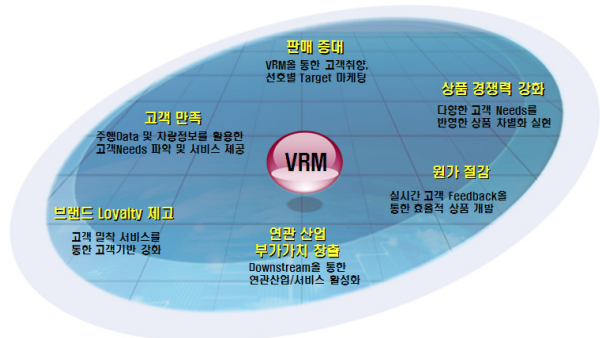 판매 증대
VRM을 통한 고객취향,
선호별 Target 마케팅
상품 경쟁력 강화
다양한 고객 Needs를
반영한 상품 차별화 실현
고객 만족
주행Data 및 차량정보를 활용한
고객Needs 파악 및 서비스 제공
VRM
원가 절감
실시간 고객 Feedback을
통한 효율적 상품 개발
브랜드 Loyalty 제고
고객 밀착 서비스를
통한 고객기반 강화
연관 산업
부가가치 창출
Downstream을 통한
연관산업/서비스 활성화